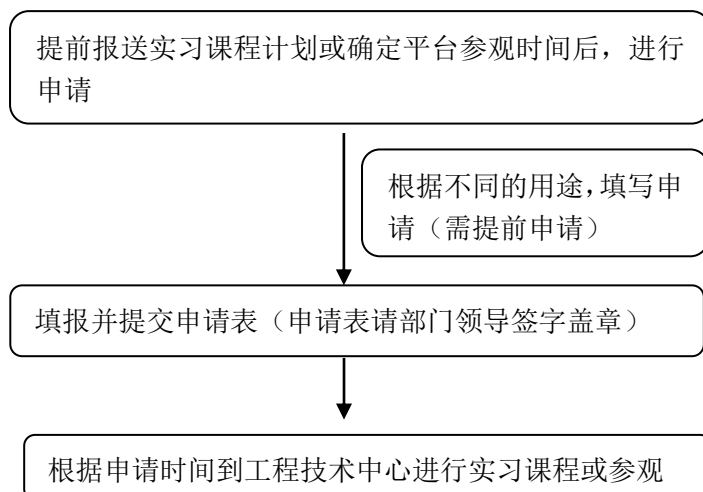 提前报送实习课程计划或确定平台参观时间后，进行
申请
根据不同的用途，填写申
请（需提前申请）
填报并提交申请表（申请表请部门领导签字盖章）
根据申请时间到工程技术中心进行实习课程或参观